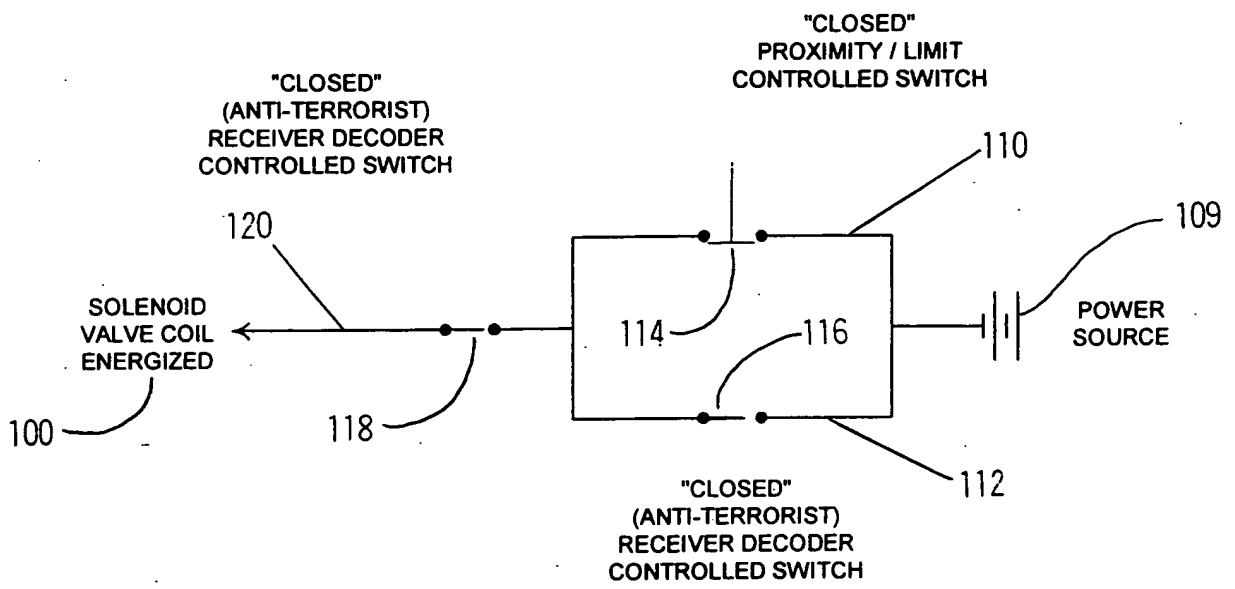 "CLOSED"
PROXIMITY / LIMIT
CONTROLLED SWITCH
"CLOSED"
(ANTI-TERRORIST)
RECEIVER DECODER
CONTROLLED SWITCH
110
109
120
SOLENOID
VALVE COIL
ENERGIZED
114
116
POWER
SOURCE
100
118
112
"CLOSED"
(ANTI-TERRORIST)
RECEIVER DECODER
CONTROLLED SWITCH